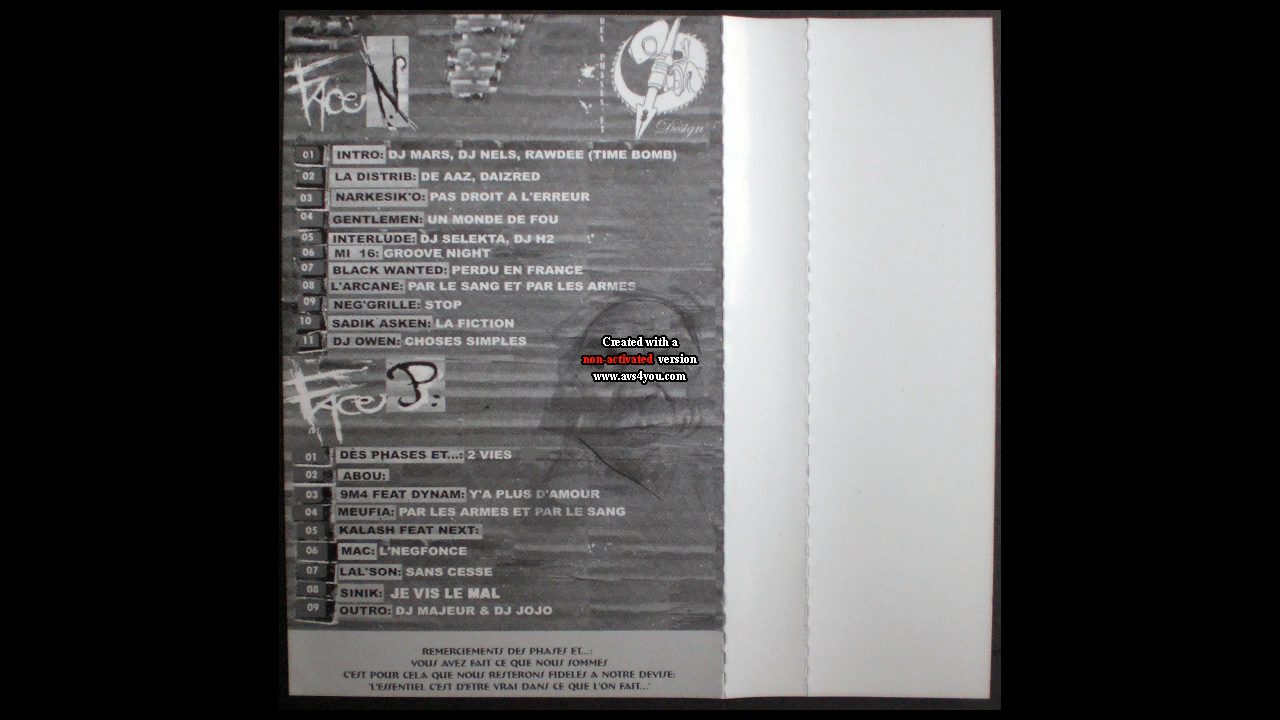 Face N.
DES PHASES ET
Design
01 INTRO: DJ MARS, DJ NELS, RAWDEE (TIME BOMB)
02 LA DISTRIB: DE AAZ, DAIZRED
03 NARKESIK'O: PAS DROIT A L'ERREUR
04 GENTLEMEN: UN MONDE DE FOU
05 INTERLUDE: DJ SELEKTA, DJ H2
06 MI 16: GROOVE NIGHT
07 BLACK WANTED: PERDU EN FRANCE
08 L'ARCANE: PAR LE SANG ET PAR LES ARMES
09 NEG'GRILLE: STOP
10 SADIK ASKEN: LA FICTION
11 DJ OWEN: CHOSES SIMPLES
Created with a
non-activated version
www.avs4you.com
Face P.
01 DES PHASES ET...: 2 VIES
02 ABOU:
03 9M4 FEAT DYNAM: Y'A PLUS D'AMOUR
04 MEUFIA: PAR LES ARMES ET PAR LE SANG
05 KALASH FEAT NEXT:
06 MAC: L'NEGFONCE
07 LAL'SON: SANS CESSE
08 SINIK: JE VIS LE MAL
09 OUTRO: DJ MAJEUR & DJ JOJO
REMERCIEMENTS DES PHASES ET...:
VOUS AVEZ FAIT CE QUE NOUS SOMMES
C'EST POUR CELA QUE NOUS RESTERONS FIDELES A NOTRE DEVISE:
'L'ESSENTIEL C'EST D'ETRE VRAI DANS CE QUE L'ON FAIT...'